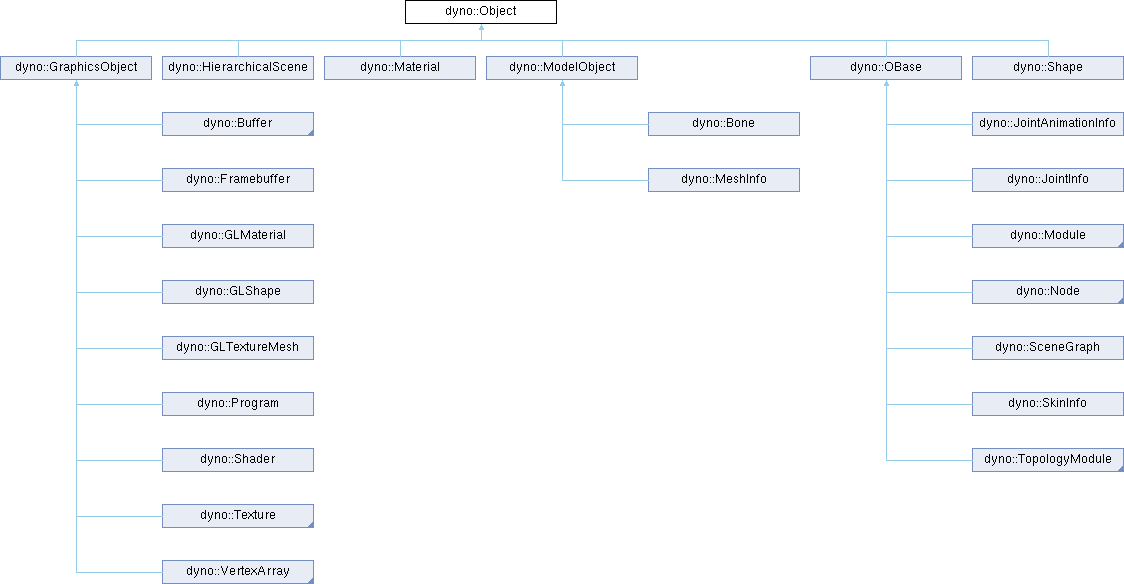 dyno::Object
dyno::GraphicsObject
dyno::HierarchicalScene
dyno::Material
dyno::ModelObject
dyno::OBase
dyno::Shape
dyno::Buffer
dyno::Bone
dyno::JointAnimationInfo
dyno::Framebuffer
dyno::MeshInfo
dyno::JointInfo
dyno::GLMaterial
dyno::Module
dyno::GLShape
dyno::Node
dyno::GLTextureMesh
dyno::SceneGraph
dyno::Program
dyno::SkinInfo
dyno::Shader
dyno::TopologyModule
dyno::Texture
dyno::VertexArray